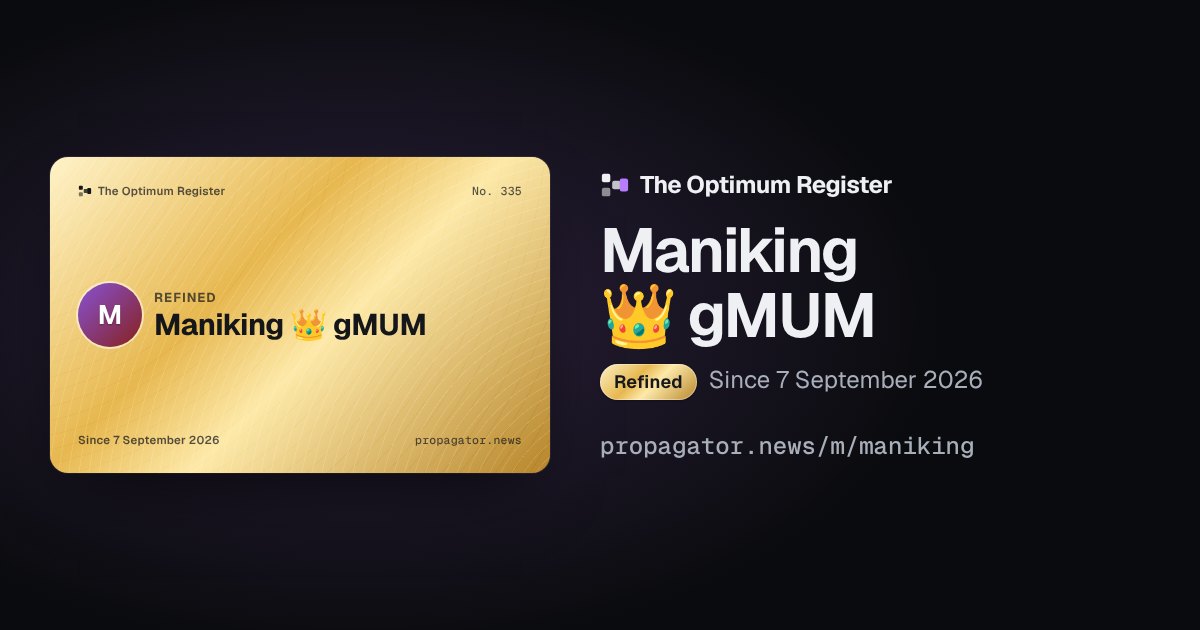 The Optimum Register
No. 335
M
REFINED
Maniking 👑 gMUM
Since 7 September 2026
propagator.news
The Optimum Register
Maniking
👑 gMUM
Refined
Since 7 September 2026
propagator.news/m/maniking